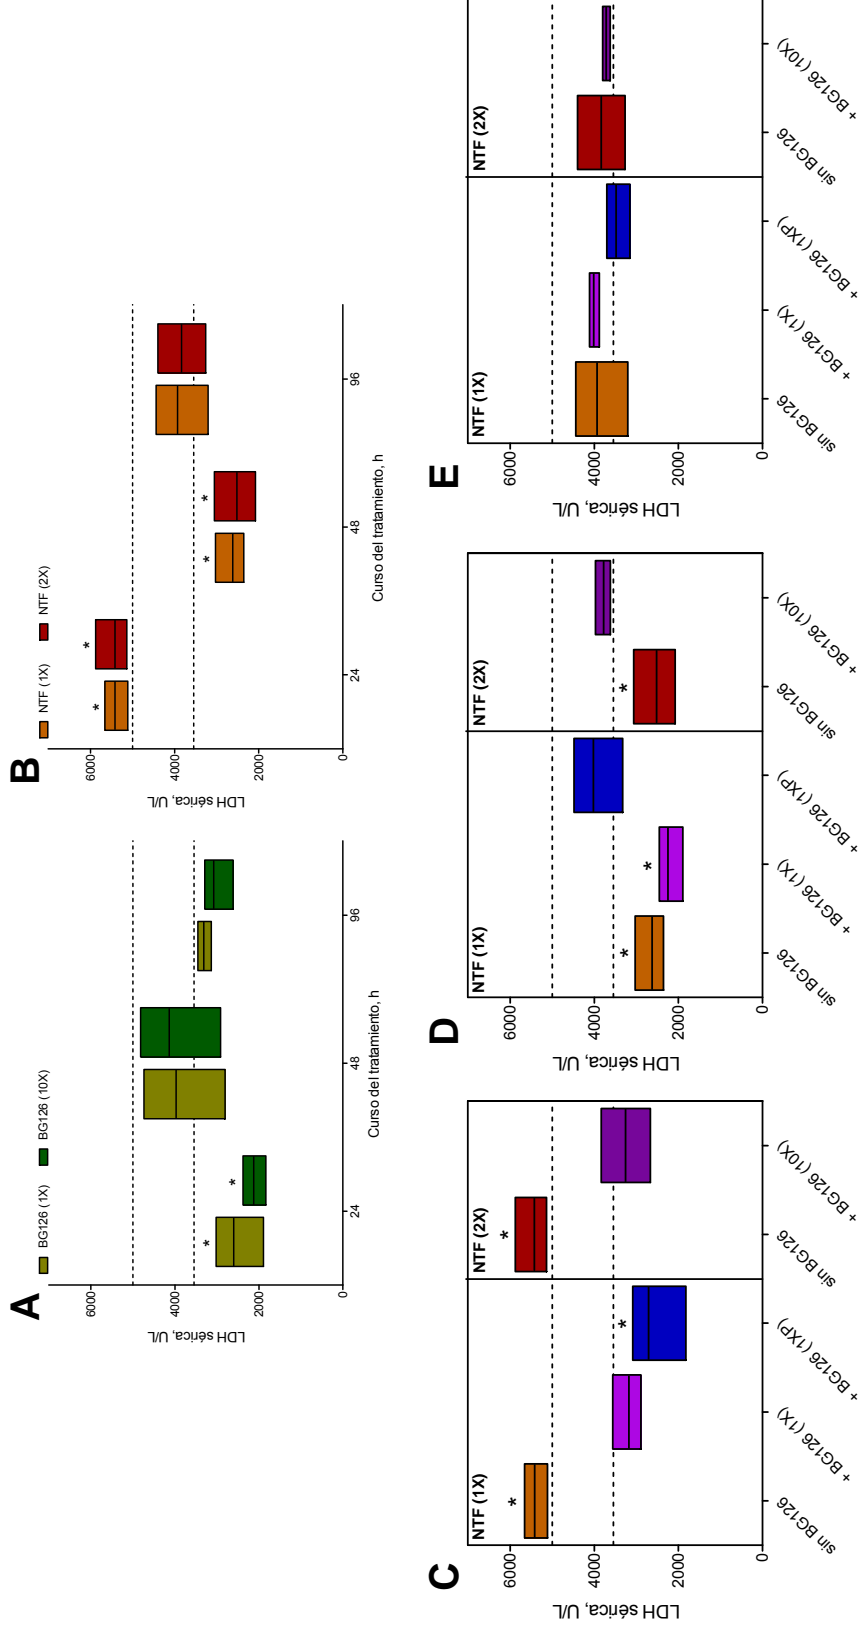 A
BG126 (1X)
BG126 (10X)
6000
4000
2000
0
LDH sérica, U/L
24
48
96
Curso del tratamiento, h
B
NTF (1X)
NTF (2X)
*
*
*
*
*
*
6000
4000
2000
0
LDH sérica, U/L
24
48
96
Curso del tratamiento, h
C
NTF (1X)
NTF (2X)
*
*
*
6000
4000
2000
0
LDH sérica, U/L
sin BG126
+ BG126 (1X)
+ BG126 (1XP)
sin BG126
+ BG126 (10X)
D
NTF (1X)
NTF (2X)
*
*
*
6000
4000
2000
0
LDH sérica, U/L
sin BG126
+ BG126 (1X)
+ BG126 (1XP)
sin BG126
+ BG126 (10X)
E
NTF (1X)
NTF (2X)
6000
4000
2000
0
LDH sérica, U/L
sin BG126
+ BG126 (1X)
+ BG126 (1XP)
sin BG126
+ BG126 (10X)